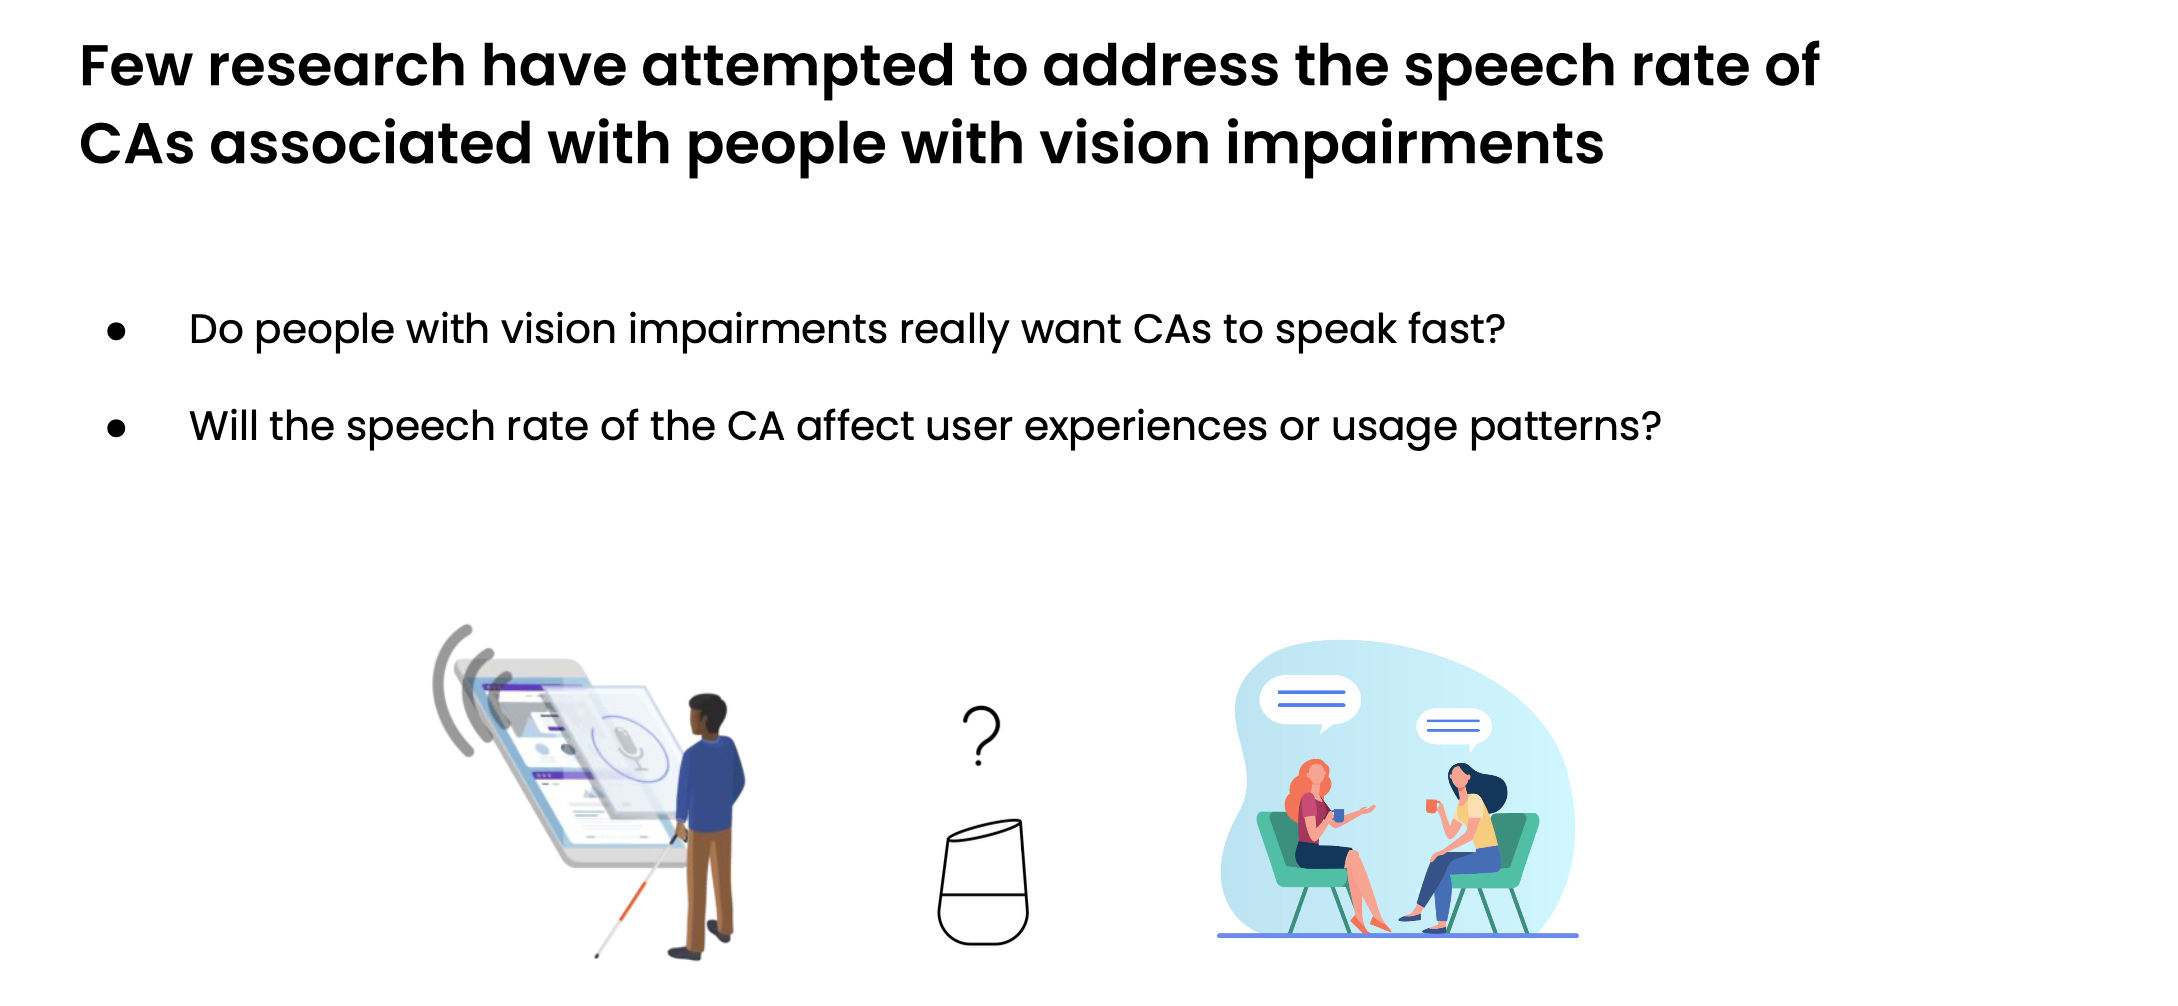 Few research have attempted to address the speech rate of
CAs associated with people with vision impairments
● Do people with vision impairments really want CAs to speak fast?
● Will the speech rate of the CA affect user experiences or usage patterns?
?